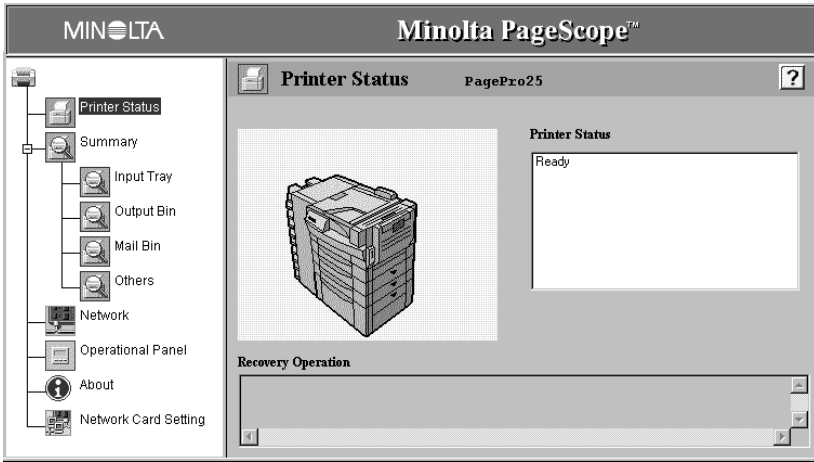 MINOLTA
Minolta PageScope™
Printer Status
Summary
Input Tray
Output Bin
Mail Bin
Others
Network
Operational Panel
About
Network Card Setting
Printer Status PagePro25
?
Printer Status
Ready
Recovery Operation